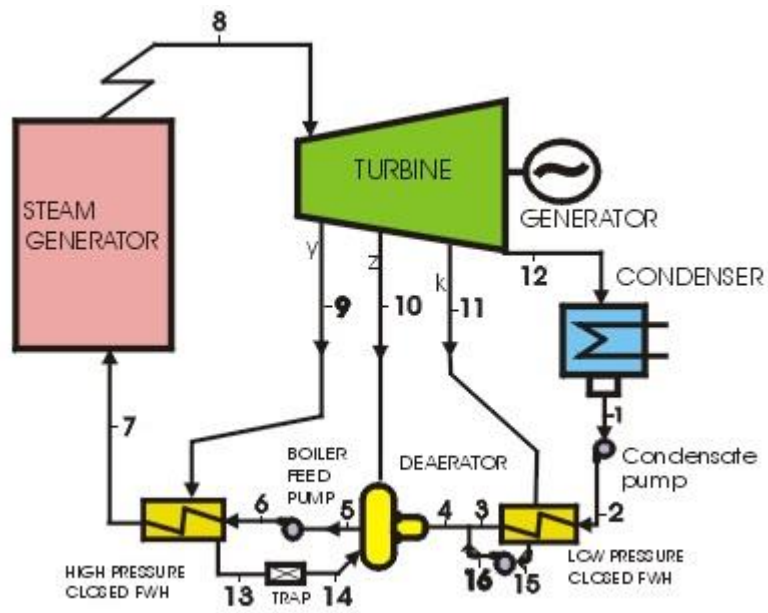 8
TURBINE
STEAM
GENERATOR
GENERATOR
y
z
k
12
CONDENSER
9
10
11
1
7
BOILER
FEED
PUMP
DEAERATOR
Condensate
pump
6
5
4
3
2
HIGH PRESSURE
CLOSED FWH
13
TRAP
14
16
15
LOW PRESSURE
CLOSED FWH